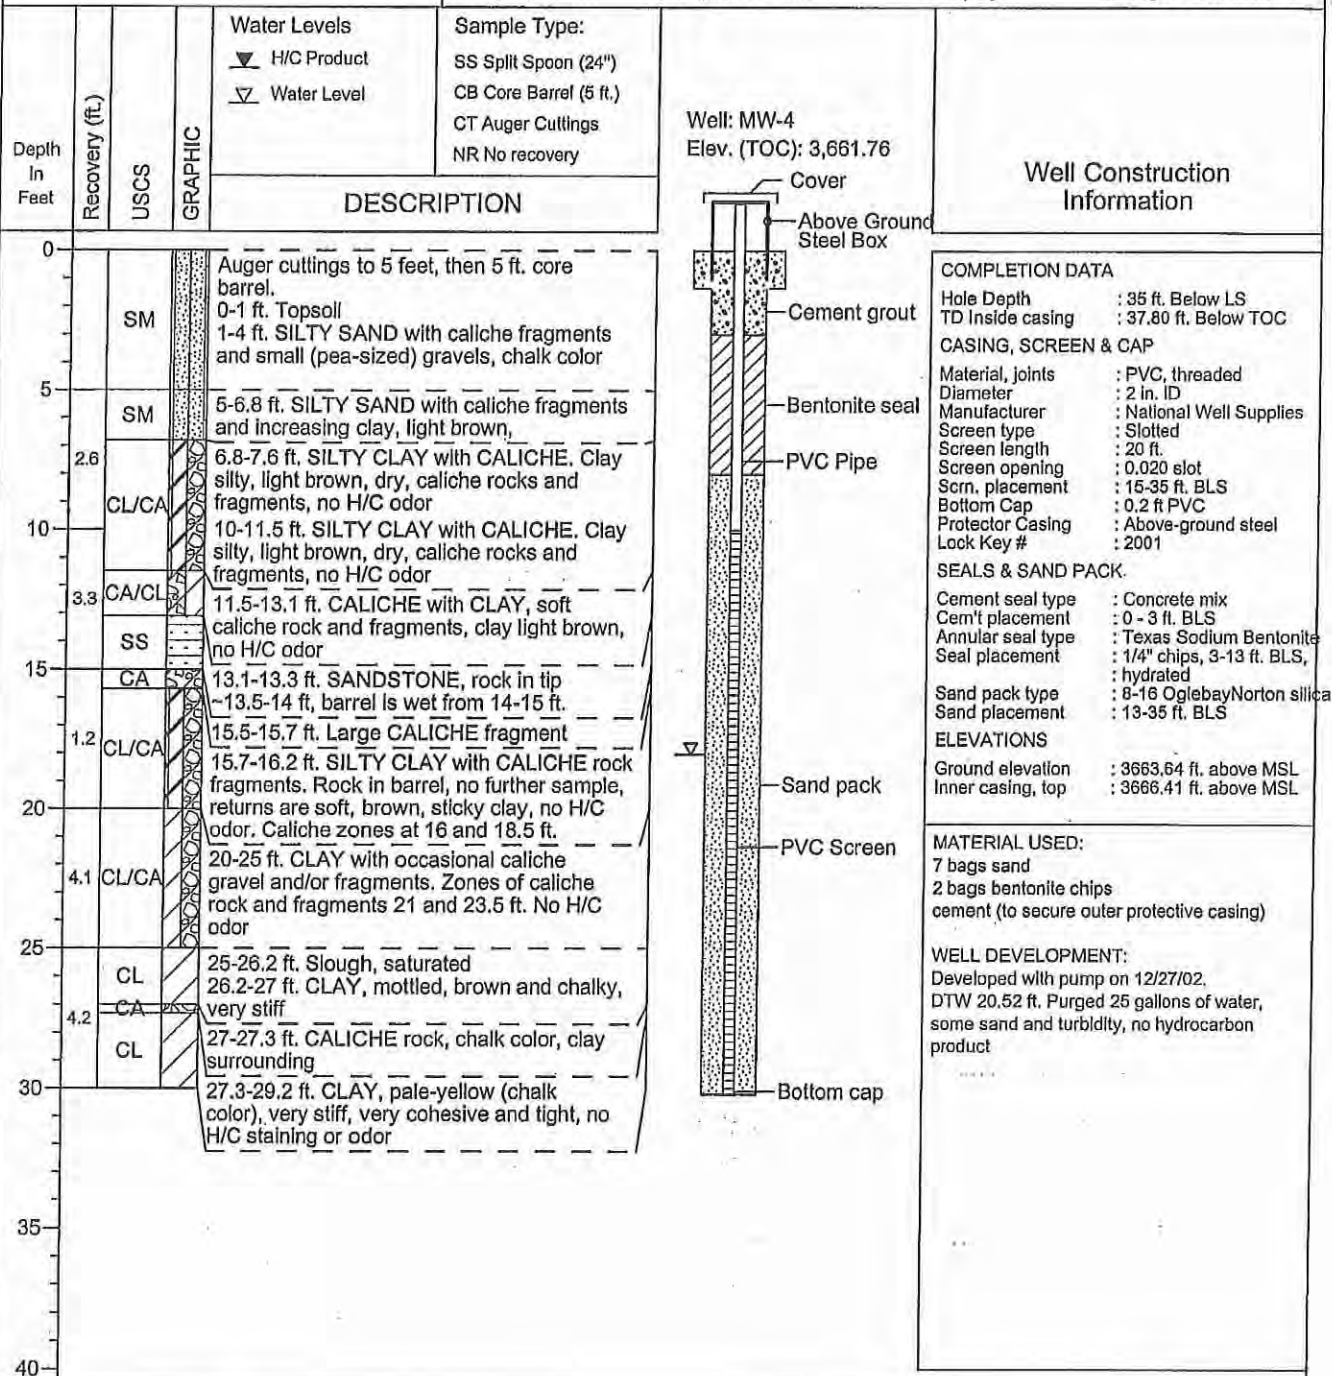 Water Levels
H/C Product
Water Level
Sample Type:
SS Split Spoon (24")
CB Core Barrel (5 ft.)
CT Auger Cuttings
NR No recovery
Depth
In
Feet
Recovery (ft.)
USCS
GRAPHIC
DESCRIPTION
Well: MW-4
Elev. (TOC): 3,661.76
Cover
Above Ground
Steel Box
Cement grout
Bentonite seal
PVC Pipe
Sand pack
PVC Screen
Bottom cap
Well Construction
Information
0
5
10
15
20
25
30
35
40
2.6
3.3
1.2
4.1
4.2
SM
SM
CL/CA
CA/CL
SS
CA
CL/CA
CL/CA
CL
CA
CL
Auger cuttings to 5 feet, then 5 ft. core
barrel.
0-1 ft. Topsoil
1-4 ft. SILTY SAND with caliche fragments
and small (pea-sized) gravels, chalk color
5-6.8 ft. SILTY SAND with caliche fragments
and increasing clay, light brown,
6.8-7.6 ft. SILTY CLAY with CALICHE. Clay
silty, light brown, dry, caliche rocks and
fragments, no H/C odor
10-11.5 ft. SILTY CLAY with CALICHE. Clay
silty, light brown, dry, caliche rocks and
fragments, no H/C odor
11.5-13.1 ft. CALICHE with CLAY, soft
caliche rock and fragments, clay light brown,
no H/C odor
13.1-13.3 ft. SANDSTONE, rock in tip
~13.5-14 ft, barrel is wet from 14-15 ft.
15.5-15.7 ft. Large CALICHE fragment
15.7-16.2 ft. SILTY CLAY with CALICHE rock
fragments. Rock in barrel, no further sample,
returns are soft, brown, sticky clay, no H/C
odor. Caliche zones at 16 and 18.5 ft.
20-25 ft. CLAY with occasional caliche
gravel and/or fragments. Zones of caliche
rock and fragments 21 and 23.5 ft. No H/C
odor
25-26.2 ft. Slough, saturated
26.2-27 ft. CLAY, mottled, brown and chalky,
very stiff
27-27.3 ft. CALICHE rock, chalk color, clay
surrounding
27.3-29.2 ft. CLAY, pale-yellow (chalk
color), very stiff, very cohesive and tight, no
H/C staining or odor
COMPLETION DATA
Hole Depth : 35 ft. Below LS
TD Inside casing : 37.80 ft. Below TOC
CASING, SCREEN & CAP
Material, joints : PVC, threaded
Diameter : 2 in. ID
Manufacturer : National Well Supplies
Screen type : Slotted
Screen length : 20 ft.
Screen opening : 0.020 slot
Scrn. placement : 15-35 ft. BLS
Bottom Cap : 0.2 ft PVC
Protector Casing : Above-ground steel
Lock Key # : 2001
SEALS & SAND PACK
Cement seal type : Concrete mix
Cem't placement : 0 - 3 ft. BLS
Annular seal type : Texas Sodium Bentonite
Seal placement : 1/4" chips, 3-13 ft. BLS,
: hydrated
Sand pack type : 8-16 OglebayNorton silica
Sand placement : 13-35 ft. BLS
ELEVATIONS
Ground elevation : 3663.64 ft. above MSL
Inner casing, top : 3666.41 ft. above MSL
MATERIAL USED:
7 bags sand
2 bags bentonite chips
cement (to secure outer protective casing)
WELL DEVELOPMENT:
Developed with pump on 12/27/02.
DTW 20.52 ft. Purged 25 gallons of water,
some sand and turbidity, no hydrocarbon
product